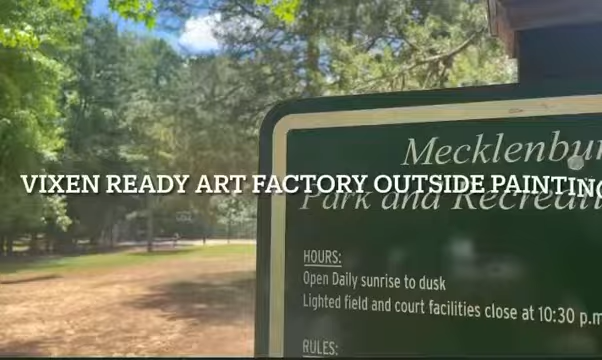 Mecklenbur
VIXEN READY ART FACTORY OUTSIDE PAINTING
Park and Recreati
HOURS:
Open Daily sunrise to dusk
Lighted field and court facilities close at 10:30 p.m
RULES: